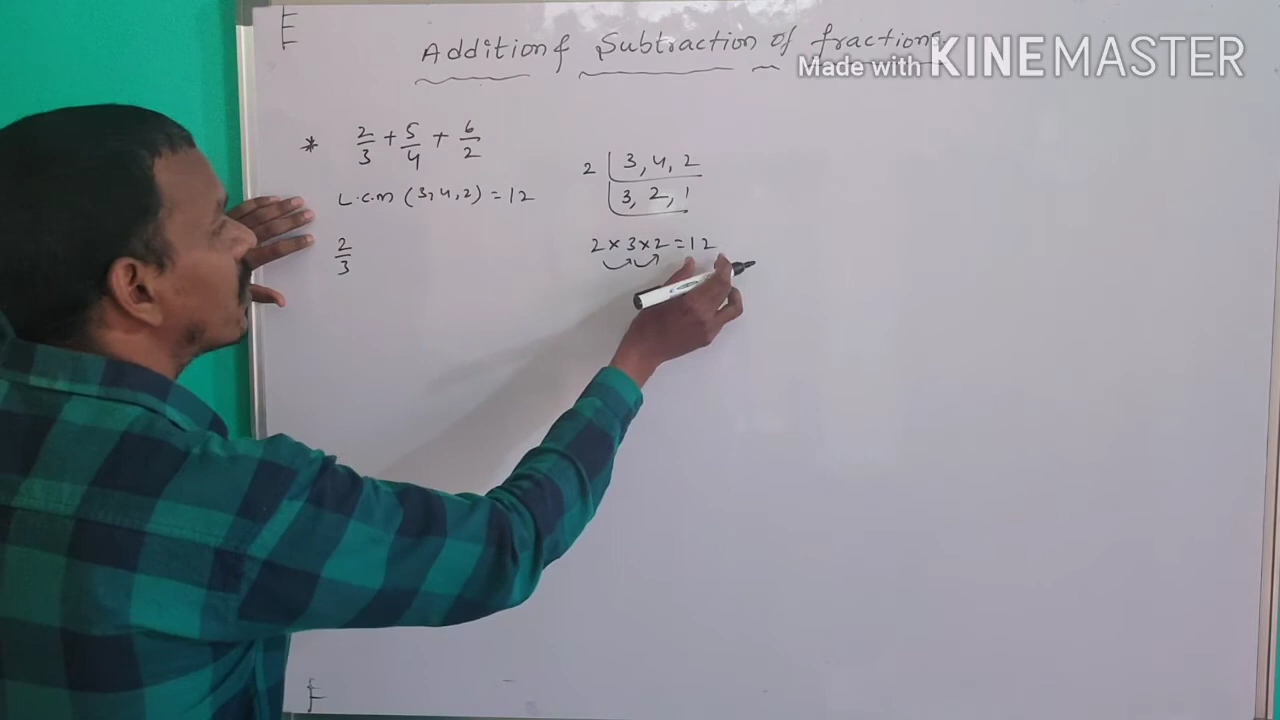 E
Addition & Subtraction of fractions
Made with KINEMASTER
* 2/3 + 5/4 + 6/2
L.C.M (3,4,2) = 12
2/3
2 | 3, 4, 2
3, 2, 1
2 × 3 × 2 = 12
F